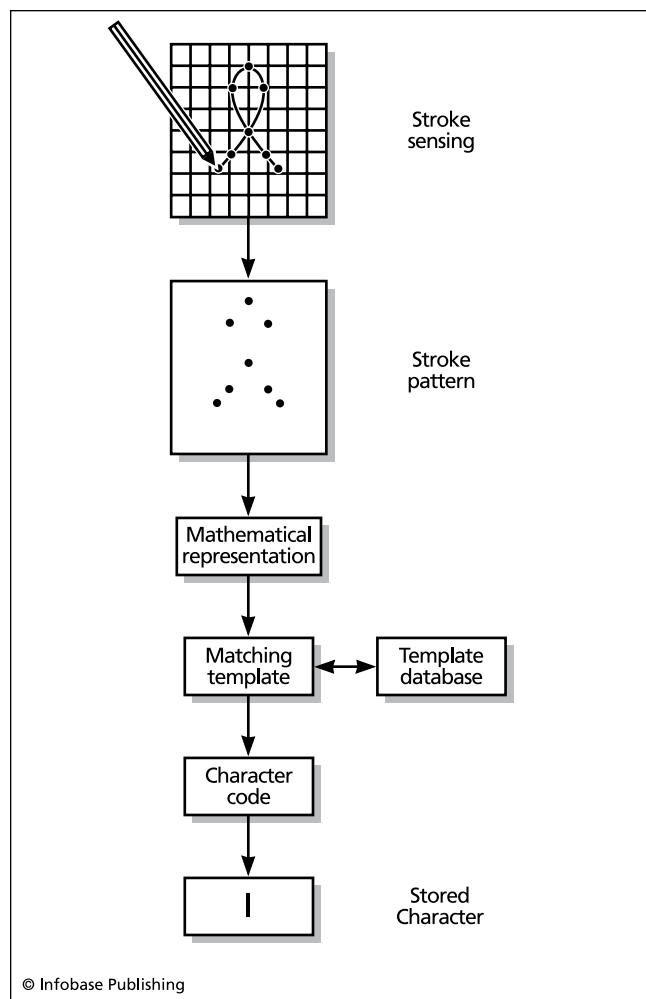 Stroke
sensing
Stroke
pattern
Mathematical
representation
Matching
template
Template
database
Character
code
l
Stored
Character
© Infobase Publishing